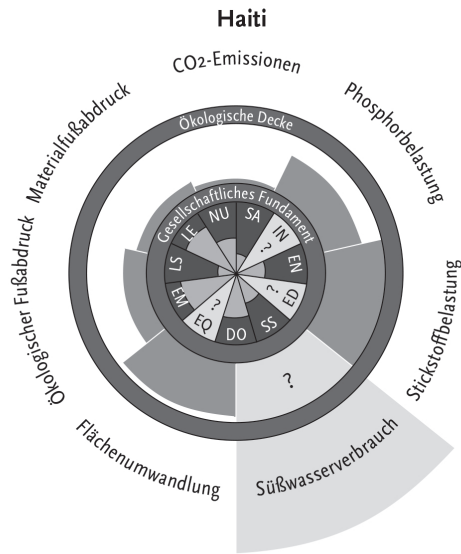 Haiti
CO2-Emissionen
Phosphorbelastung
Stickstoffbelastung
Süßwasserverbrauch
Flächenumwandlung
Ökologischer Fußabdruck
Materialfußabdruck
Ökologische Decke
Gesellschaftliches Fundament
SA
IN
?
EN
ED
?
SS
DO
EQ
?
EM
LS
LE
NU
?